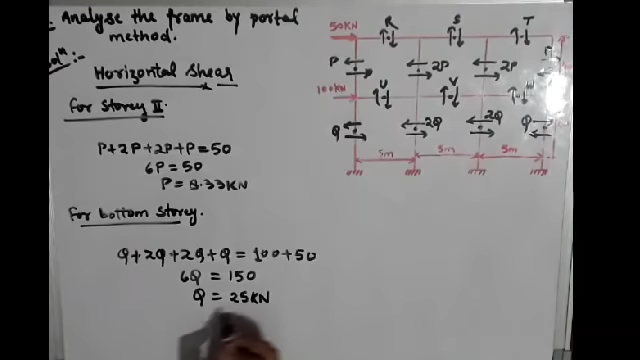 Analyse the frame by portal
method.
Sol^n :-
Horizontal Shear
for storey II.
P+2P+2P+P = 50
6P = 50
P = 8.33KN
for bottom storey.
Q+2Q+2Q+Q = 100+50
6Q = 150
Q = 25KN
50KN R S T
P 2P 2P P
100KN U V W
Q 2Q 2Q Q
5m 5m 5m